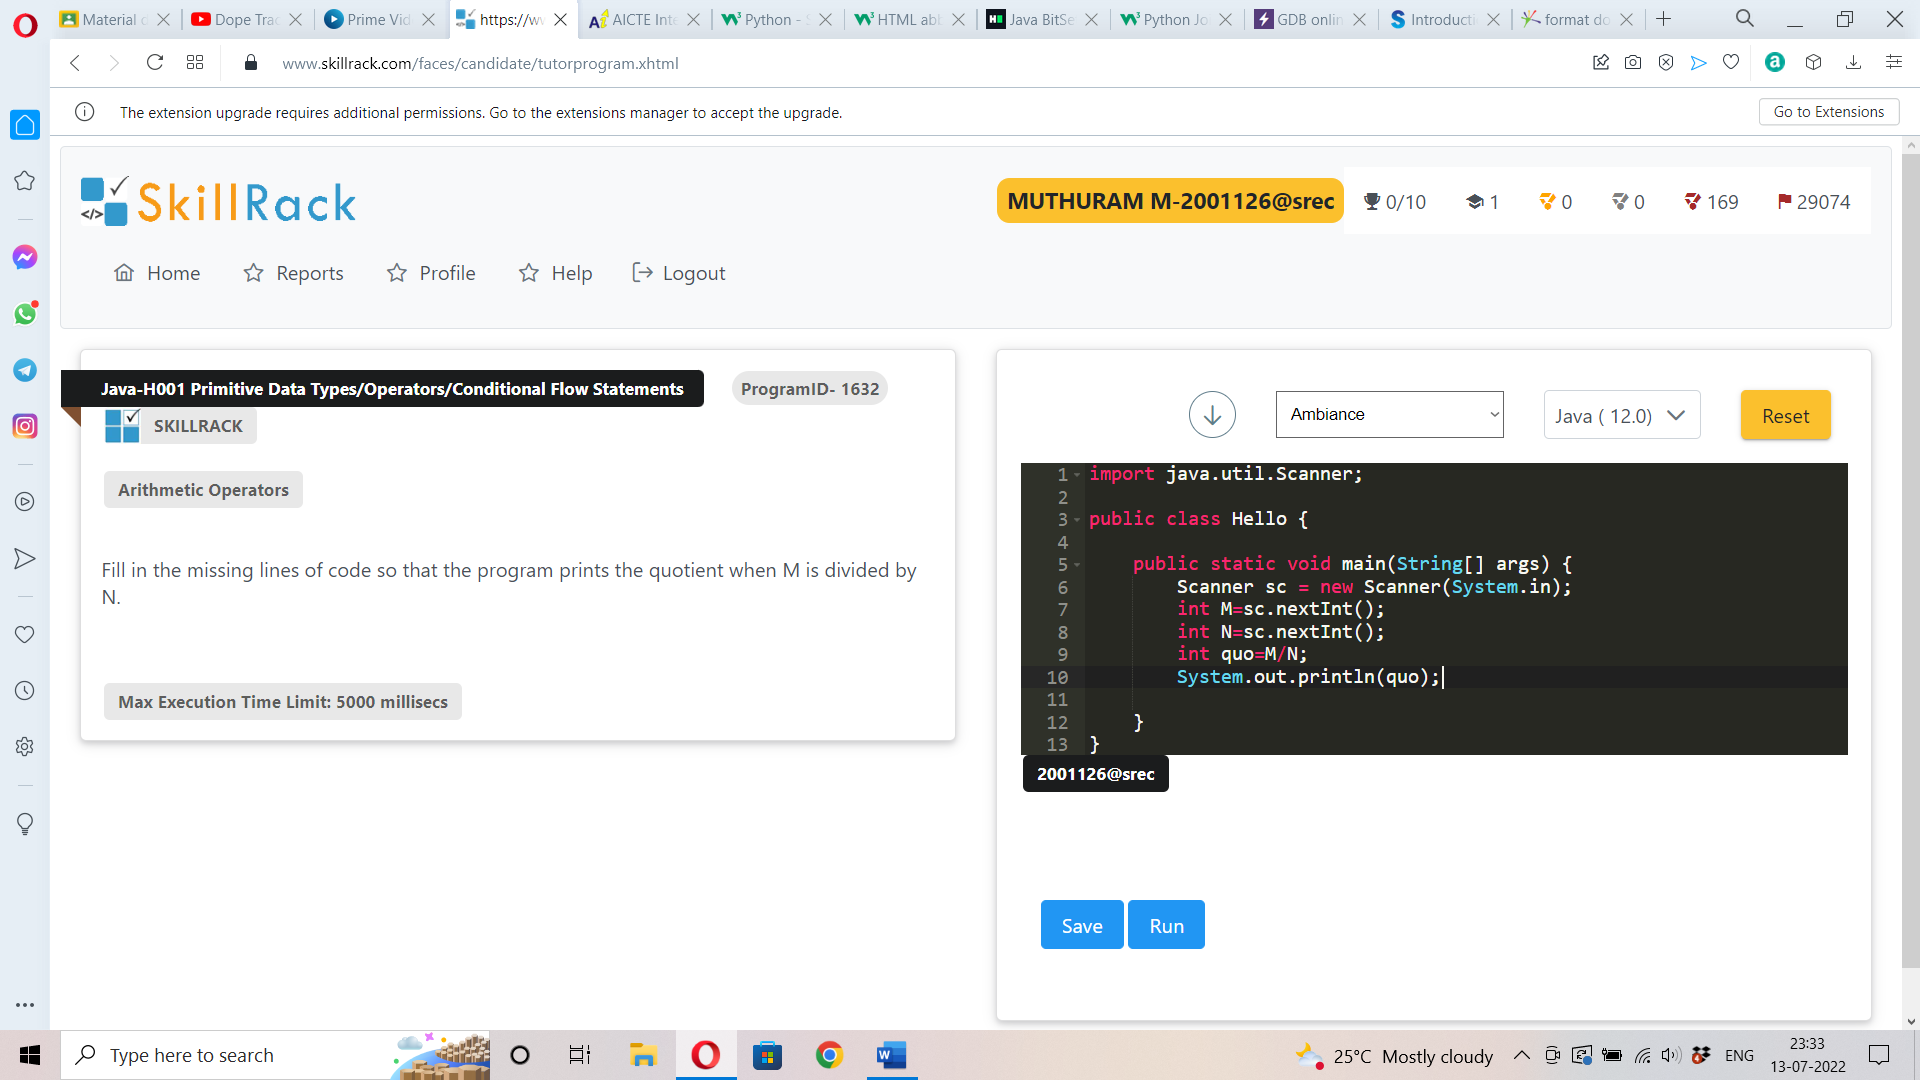 Material
Dope Trac
Prime Vid
https://ww
AICTE Inte
Python -
HTML abl
Java BitSe
Python Jo
GDB onlin
Introducti
format do
www.skillrack.com/faces/candidate/tutorprogram.xhtml
The extension upgrade requires additional permissions. Go to the extensions manager to accept the upgrade.
Go to Extensions
SkillRack
MUTHURAM M-2001126@srec
0/10
1
0
0
169
29074
Home
Reports
Profile
Help
Logout
Java-H001 Primitive Data Types/Operators/Conditional Flow Statements
ProgramID- 1632
SKILLRACK
Arithmetic Operators
Fill in the missing lines of code so that the program prints the quotient when M is divided by
N.
Max Execution Time Limit: 5000 millisecs
Ambiance
Java ( 12.0)
Reset
1 import java.util.Scanner;
2
3 public class Hello {
4
5 public static void main(String[] args) {
6 Scanner sc = new Scanner(System.in);
7 int M=sc.nextInt();
8 int N=sc.nextInt();
9 int quo=M/N;
10 System.out.println(quo);
11
12 }
13 }
2001126@srec
Save
Run
Type here to search
25°C Mostly cloudy
ENG
23:33
13-07-2022